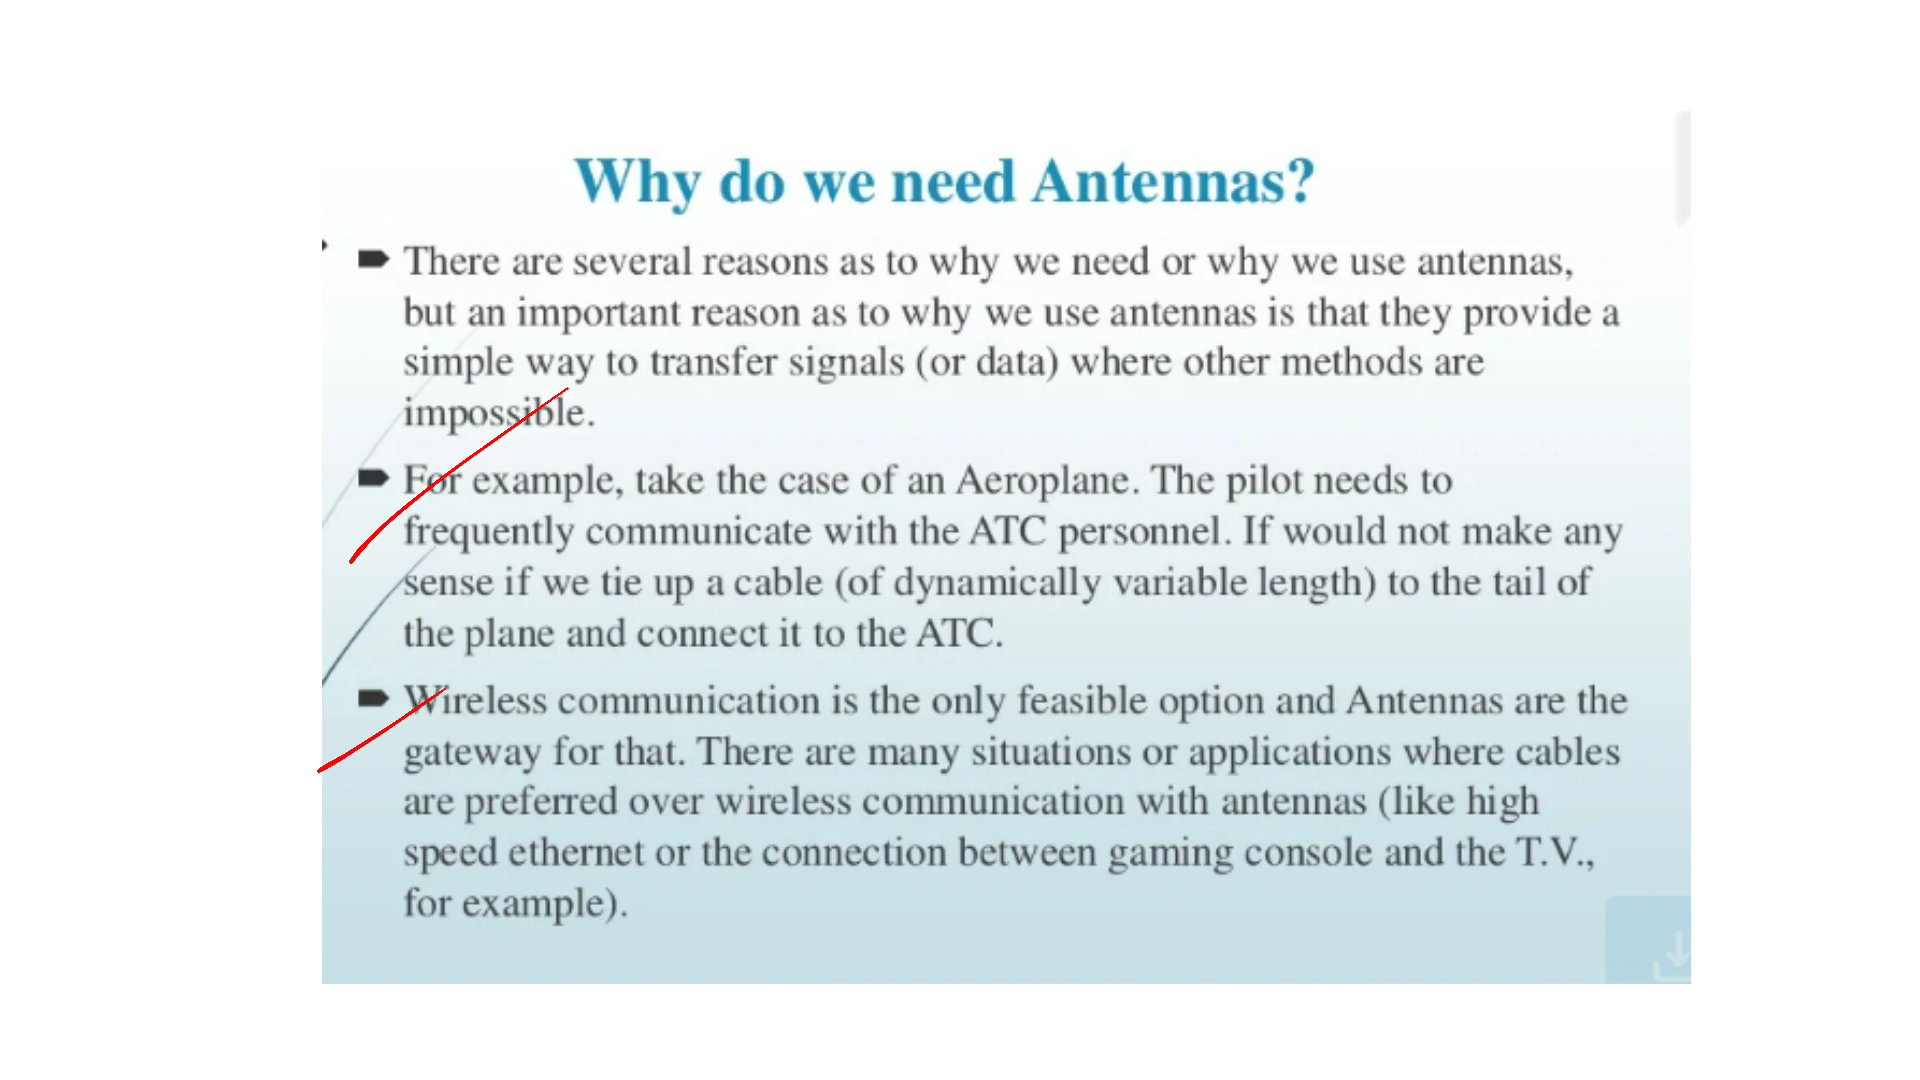 Why do we need Antennas?
There are several reasons as to why we need or why we use antennas,
but an important reason as to why we use antennas is that they provide a
simple way to transfer signals (or data) where other methods are
impossible.
For example, take the case of an Aeroplane. The pilot needs to
frequently communicate with the ATC personnel. If would not make any
sense if we tie up a cable (of dynamically variable length) to the tail of
the plane and connect it to the ATC.
Wireless communication is the only feasible option and Antennas are the
gateway for that. There are many situations or applications where cables
are preferred over wireless communication with antennas (like high
speed ethernet or the connection between gaming console and the T.V.,
for example).